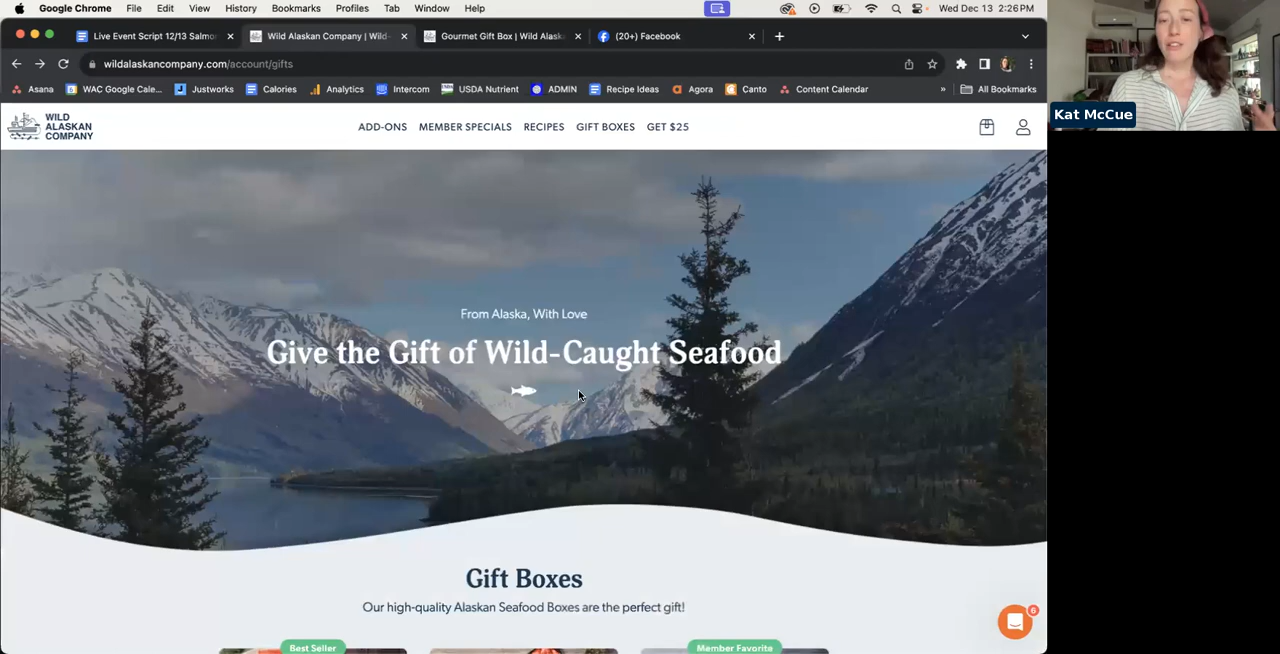 Google Chrome File Edit View History Bookmarks Profiles Tab Window Help Wed Dec 13 2:26 PM
Live Event Script 12/13 Salmo Wild Alaskan Company | Wild- Gourmet Gift Box | Wild Alaska (20+) Facebook
wildalaskancompany.com/account/gifts
Asana WAC Google Cale... Justworks Calories Analytics Intercom USDA Nutrient ADMIN Recipe Ideas Agora Canto Content Calendar » All Bookmarks
Kat McCue
WILD
ALASKAN
COMPANY
ADD-ONS MEMBER SPECIALS RECIPES GIFT BOXES GET $25
From Alaska, With Love
Give the Gift of Wild-Caught Seafood
Gift Boxes
Our high-quality Alaskan Seafood Boxes are the perfect gift!
6
Best Seller Member Favorite